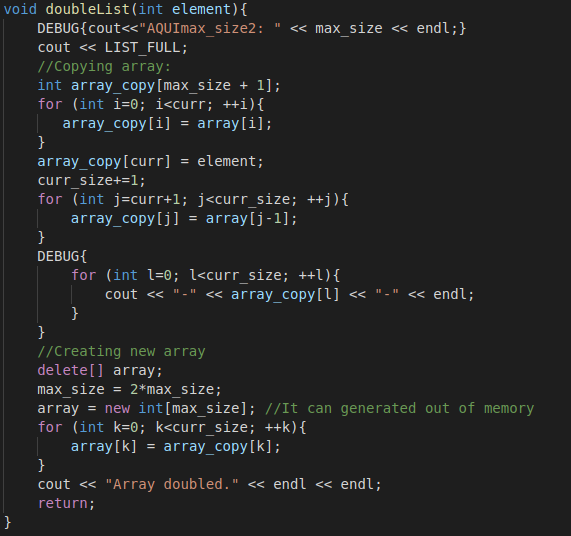 void doubleList(int element){
    DEBUG{cout<<"AQUImax_size2: " << max_size << endl;}
    cout << LIST_FULL;
    //Copying array:
    int array_copy[max_size + 1];
    for (int i=0; i<curr; ++i){
       array_copy[i] = array[i];
    }
    array_copy[curr] = element;
    curr_size+=1;
    for (int j=curr+1; j<curr_size; ++j){
        array_copy[j] = array[j-1];
    }
    DEBUG{
        for (int l=0; l<curr_size; ++l){
            cout << "-" << array_copy[l] << "-" << endl;
        }
    }
    //Creating new array
    delete[] array;
    max_size = 2*max_size;
    array = new int[max_size]; //It can generated out of memory
    for (int k=0; k<curr_size; ++k){
        array[k] = array_copy[k];
    }
    cout << "Array doubled." << endl << endl;
    return;
}